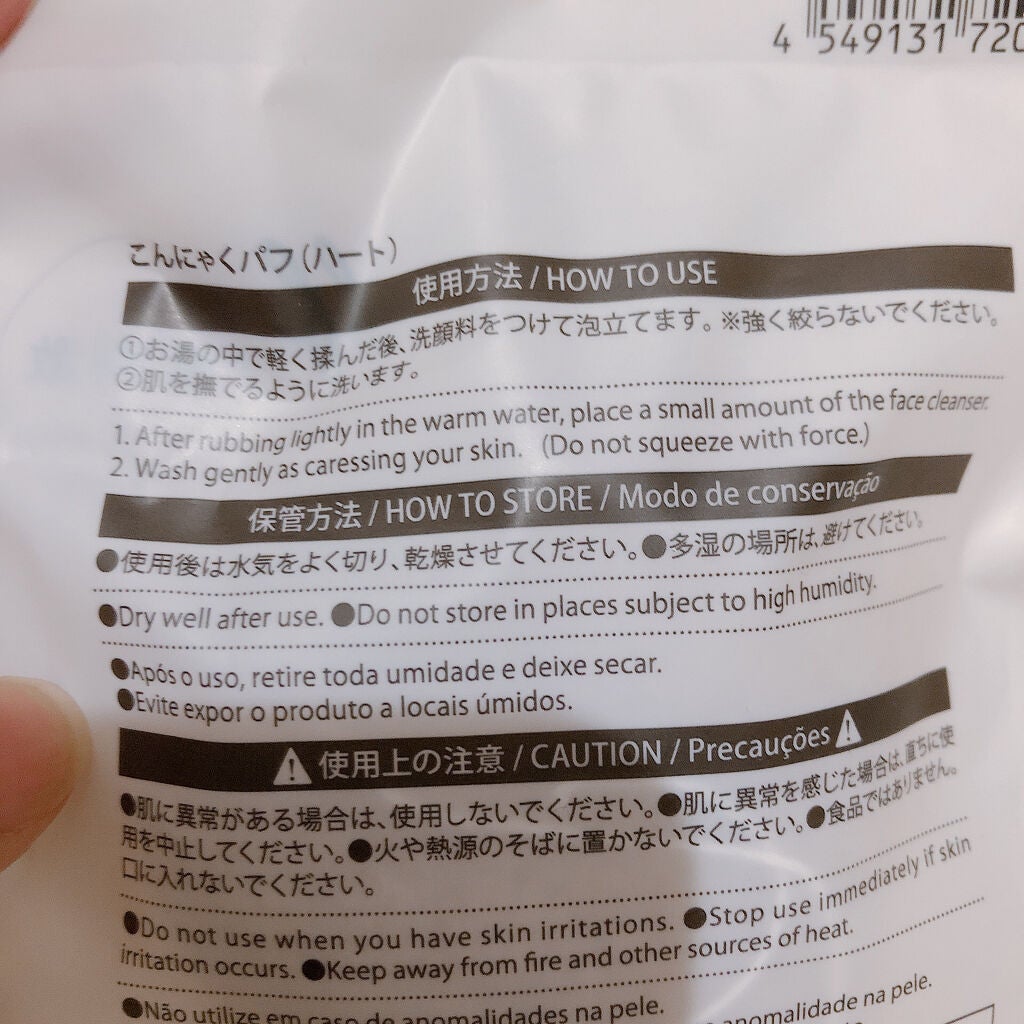 4 549131 720
こんにゃくパフ(ハート)
使用方法 / HOW TO USE
①お湯の中で軽く揉んだ後、洗顔料をつけて泡立てます。※強く絞らないでください。
②肌を撫でるように洗います。
1. After rubbing lightly in the warm water, place a small amount of the face cleanser.
2. Wash gently as caressing your skin. (Do not squeeze with force.)
保管方法 / HOW TO STORE / Modo de conservação
●使用後は水気をよく切り、乾燥させてください。●多湿の場所は、避けてください。
●Dry well after use. ●Do not store in places subject to high humidity.
●Após o uso, retire toda umidade e deixe secar.
●Evite expor o produto a locais úmidos.
⚠使用上の注意 / CAUTION / Precauções⚠
●肌に異常がある場合は、使用しないでください。●肌に異常を感じた場合は、直ちに使
用を中止してください。●火や熱源のそばに置かないでください。●食品ではありません。
口に入れないでください。
●Do not use when you have skin irritations. ●Stop use immediately if skin
irritation occurs. ●Keep away from fire and other sources of heat.
●Não utilize em caso de anomalidades na pele.
anomalidade na pele.